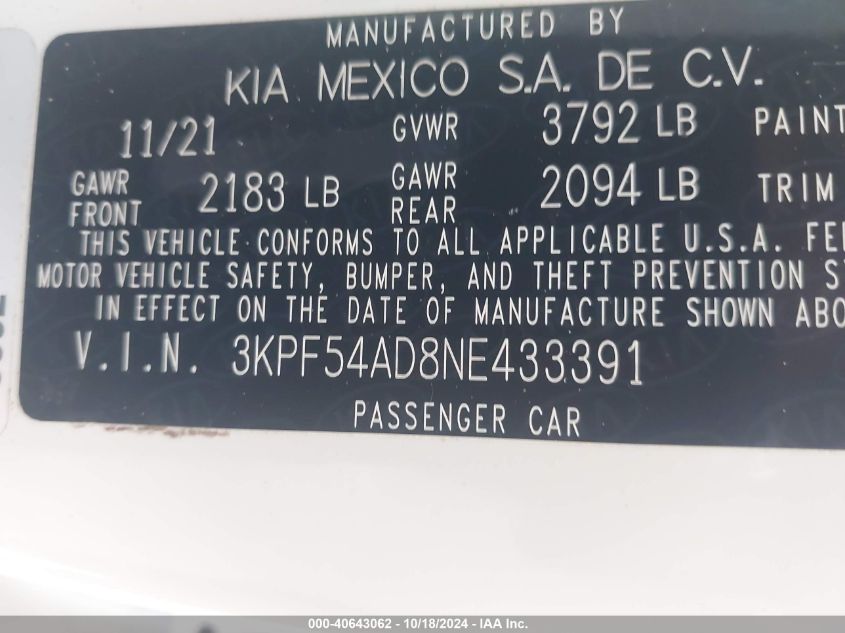 MANUFACTURED BY
KIA MEXICO S.A. DE C.V.
11/21 GVWR 3792 LB PAINT
GAWR FRONT 2183 LB GAWR REAR 2094 LB TRIM
THIS VEHICLE CONFORMS TO ALL APPLICABLE U.S.A. FE
MOTOR VEHICLE SAFETY, BUMPER, AND THEFT PREVENTION S
IN EFFECT ON THE DATE OF MANUFACTURE SHOWN ABO
V.I.N. 3KPF54AD8NE433391
PASSENGER CAR
000-40643062 - 10/18/2024 - IAA Inc.